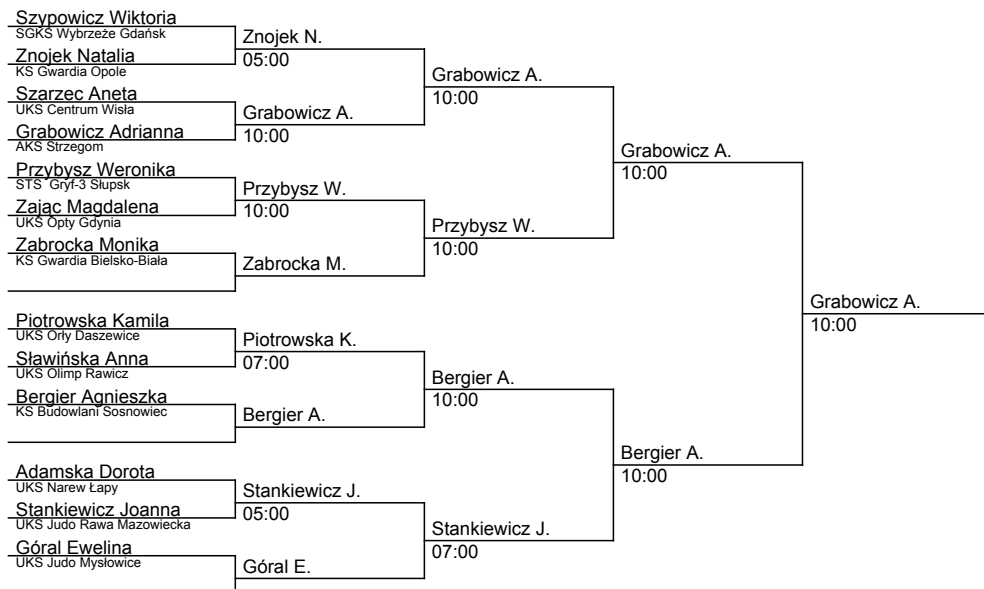 Szypowicz Wiktoria
SGKS Wybrzeże Gdańsk
Znojek Natalia
KS Gwardia Opole
Szarzec Aneta
UKS Centrum Wisła
Grabowicz Adrianna
AKS Strzegom
Przybysz Weronika
STS Gryf-3 Słupsk
Zając Magdalena
UKS Opty Gdynia
Zabrocka Monika
KS Gwardia Bielsko-Biała
Piotrowska Kamila
UKS Orły Daszewice
Sławińska Anna
UKS Olimp Rawicz
Bergier Agnieszka
KS Budowlani Sosnowiec
Adamska Dorota
UKS Narew Łapy
Stankiewicz Joanna
UKS Judo Rawa Mazowiecka
Góral Ewelina
UKS Judo Mysłowice
Znojek N.
05:00
Grabowicz A.
10:00
Przybysz W.
10:00
Zabrocka M.
Piotrowska K.
07:00
Bergier A.
Stankiewicz J.
05:00
Góral E.
Grabowicz A.
10:00
Przybysz W.
10:00
Bergier A.
10:00
Stankiewicz J.
07:00
Grabowicz A.
10:00
Bergier A.
10:00
Grabowicz A.
10:00